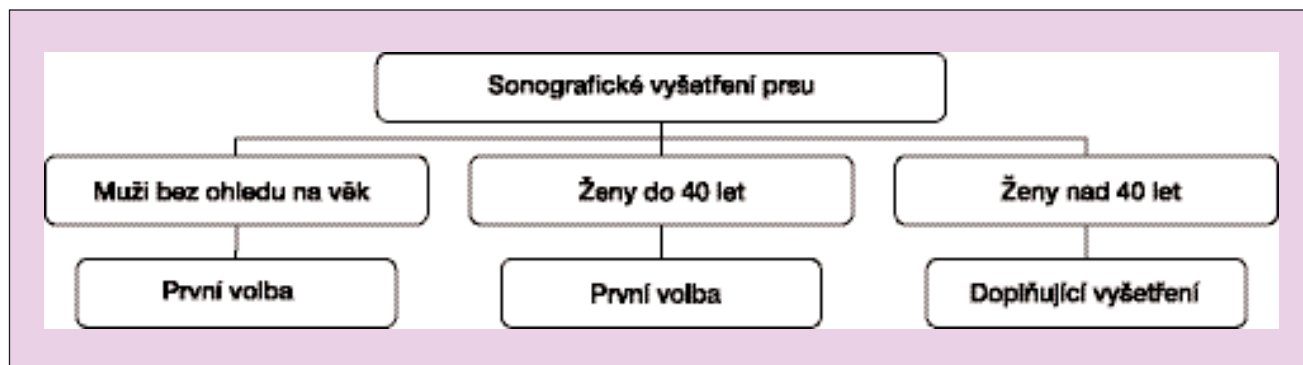 Sonografické vyšetření prsu
Muži bez ohledu na věk
Ženy do 40 let
Ženy nad 40 let
První volba
První volba
Doplňující vyšetření